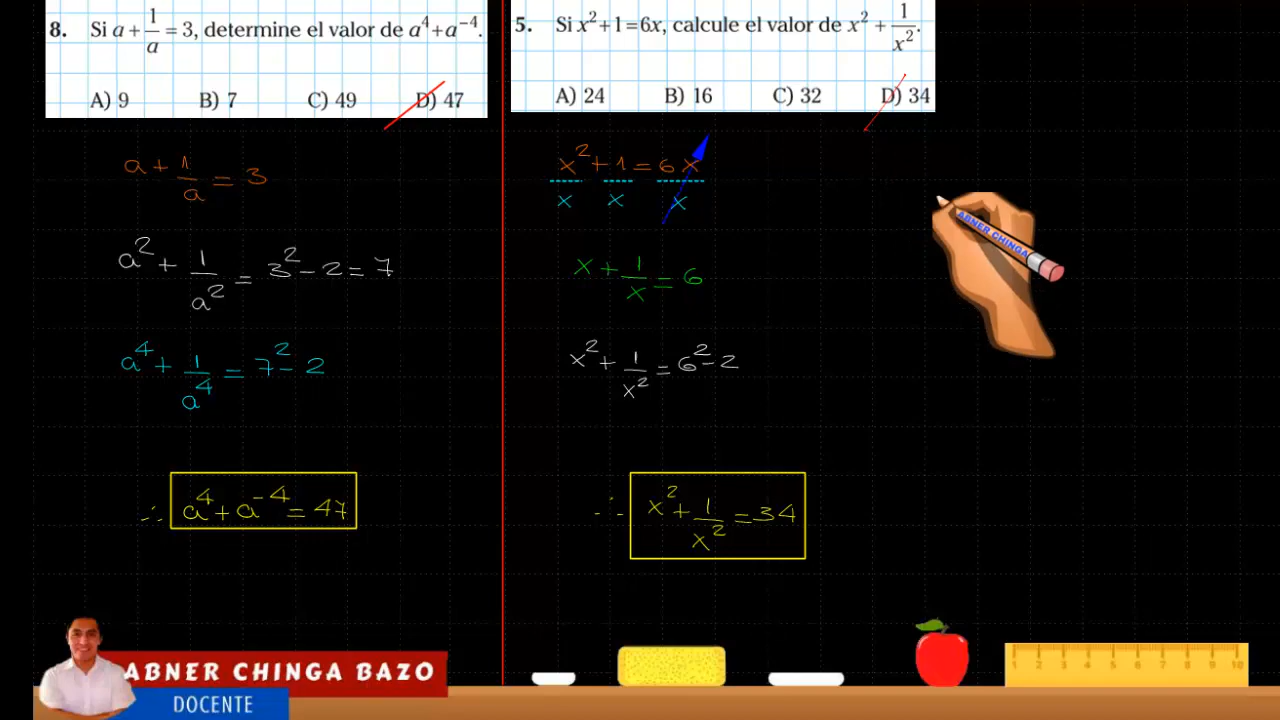 8. Si a + 1/a = 3, determine el valor de a⁴+a⁻⁴.
A) 9 B) 7 C) 49 D) 47
a + 1/a = 3
a² + 1/a² = 3² - 2 = 7
a⁴ + 1/a⁴ = 7² - 2
∴ a⁴ + a⁻⁴ = 47
5. Si x²+1=6x, calcule el valor de x² + 1/x².
A) 24 B) 16 C) 32 D) 34
x² + 1 = 6x
x x x
x + 1/x = 6
x² + 1/x² = 6² - 2
∴ x² + 1/x² = 34
ABNER CHINGA
ABNER CHINGA BAZO
DOCENTE
1 2 3 4 5 6 7 8 9 10